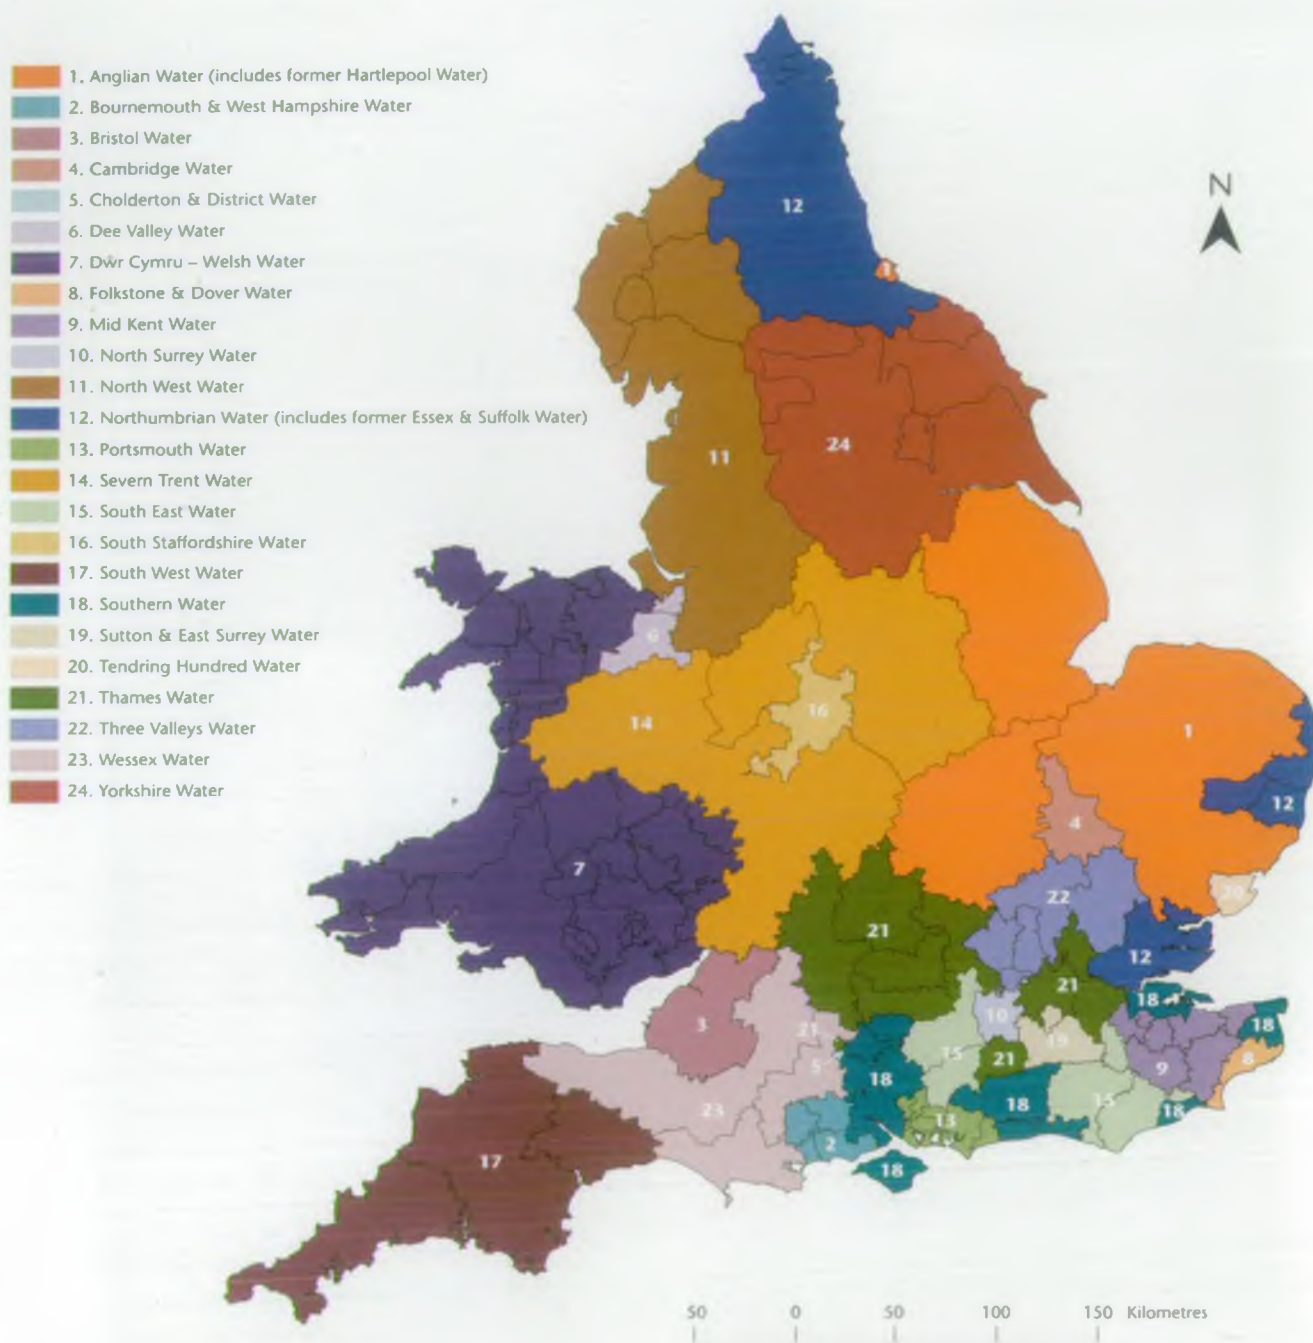 1. Anglian Water (includes former Hartlepool Water)
2. Bournemouth & West Hampshire Water
3. Bristol Water
4. Cambridge Water
5. Cholderton & District Water
6. Dee Valley Water
7. Dŵr Cymru – Welsh Water
8. Folkstone & Dover Water
9. Mid Kent Water
10. North Surrey Water
11. North West Water
12. Northumbrian Water (includes former Essex & Suffolk Water)
13. Portsmouth Water
14. Severn Trent Water
15. South East Water
16. South Staffordshire Water
17. South West Water
18. Southern Water
19. Sutton & East Surrey Water
20. Tendring Hundred Water
21. Thames Water
22. Three Valleys Water
23. Wessex Water
24. Yorkshire Water
N
12
1
24
11
6
14
16
1
12
4
7
20
22
21
12
21
18
18
3
21
10
19
15
21
5
18
9
8
23
18
15
18
13
2
17
18
50 0 50 100 150 Kilometres